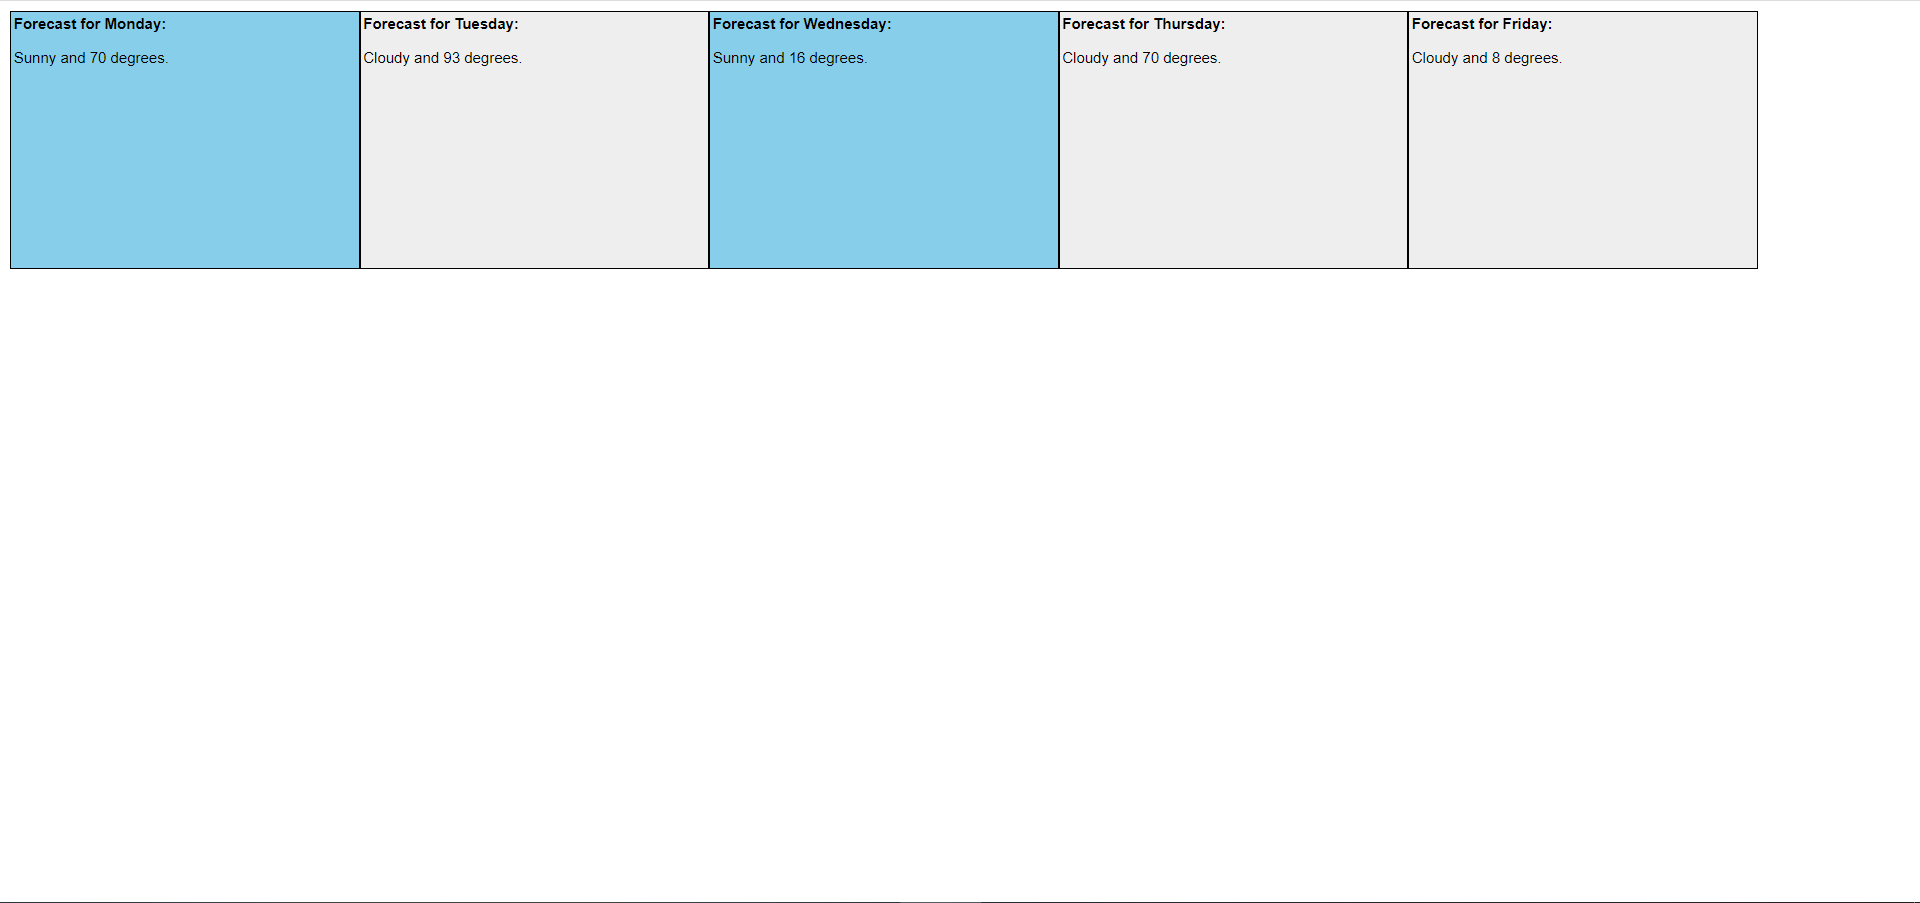 Forecast for Monday:
Sunny and 70 degrees.
Forecast for Tuesday:
Cloudy and 93 degrees.
Forecast for Wednesday:
Sunny and 16 degrees.
Forecast for Thursday:
Cloudy and 70 degrees.
Forecast for Friday:
Cloudy and 8 degrees.